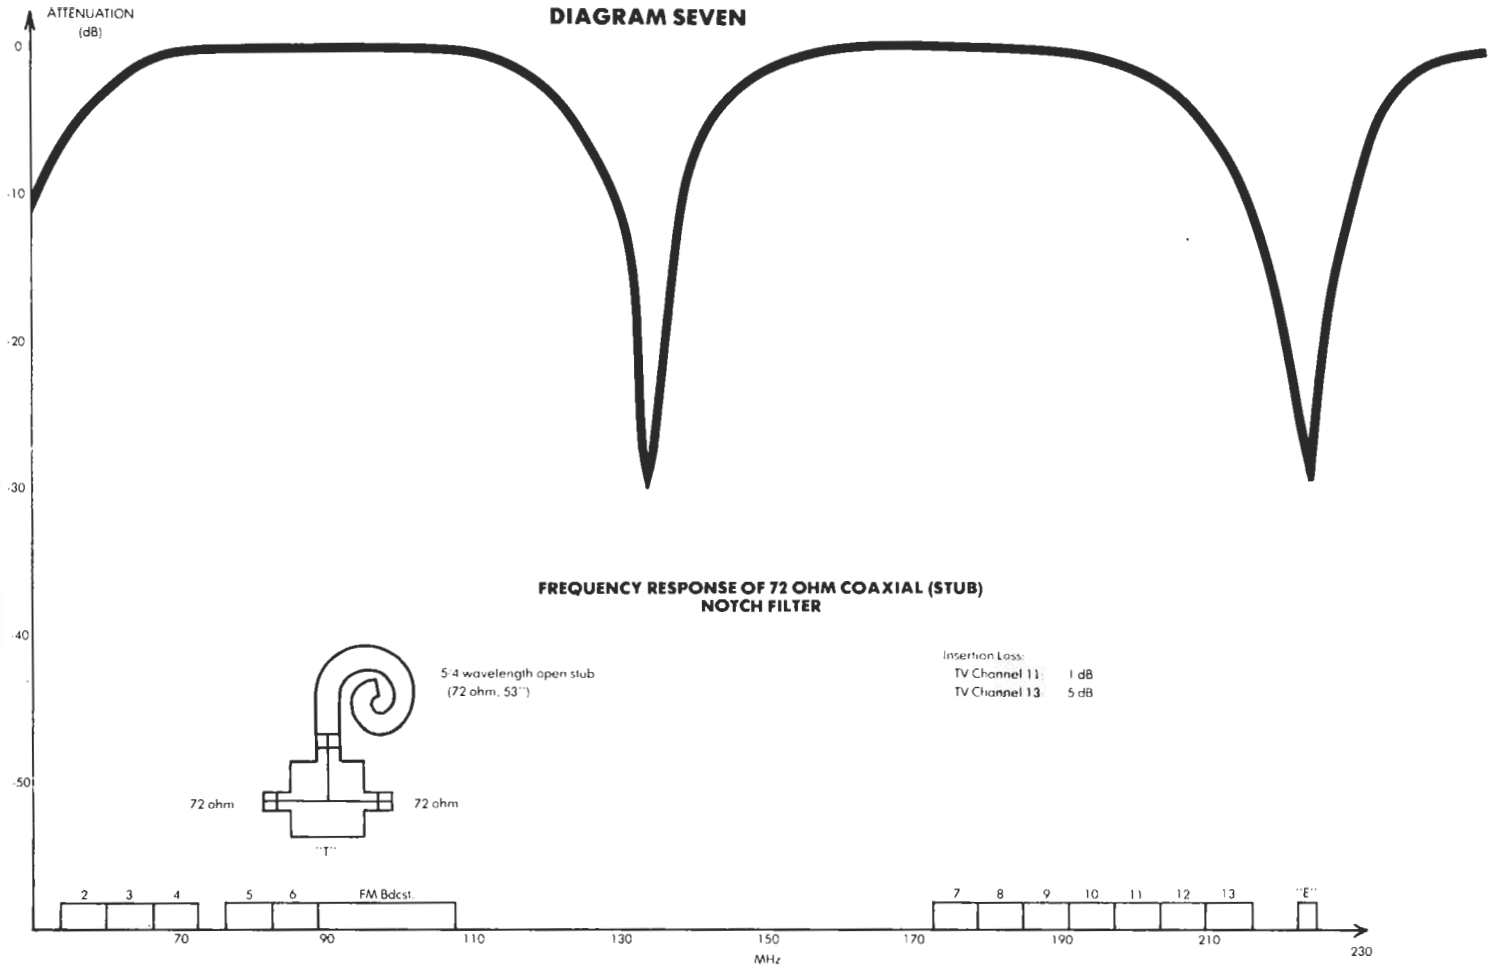 DIAGRAM SEVEN
ATTENUATION
(dB)
0
-10
-20
-30
-40
-50
FREQUENCY RESPONSE OF 72 OHM COAXIAL (STUB)
NOTCH FILTER
5/4 wavelength open stub
(72 ohm, 53")
Insertion Loss:
TV Channel 11: 1 dB
TV Channel 13: 5 dB
72 ohm
72 ohm
"T"
2 3 4 5 6 FM Bdcst. 7 8 9 10 11 12 13 "E"
70 90 110 130 150 170 190 210 230
MHz